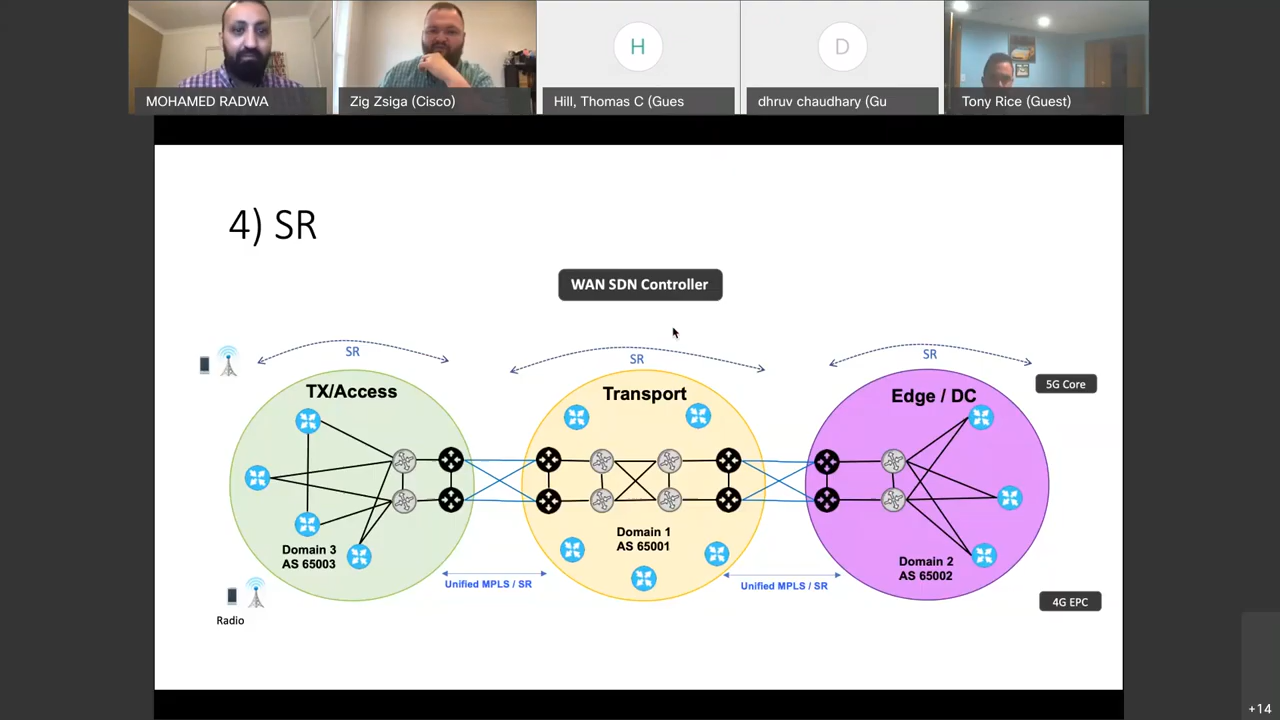 MOHAMED RADWA
Zig Zsiga (Cisco)
H
Hill, Thomas C (Gues
D
dhruv chaudhary (Gu
Tony Rice (Guest)
4) SR
WAN SDN Controller
SR
SR
SR
TX/Access
Transport
Edge / DC
5G Core
Domain 3
AS 65003
Domain 1
AS 65001
Domain 2
AS 65002
Unified MPLS / SR
Unified MPLS / SR
4G EPC
Radio
+14